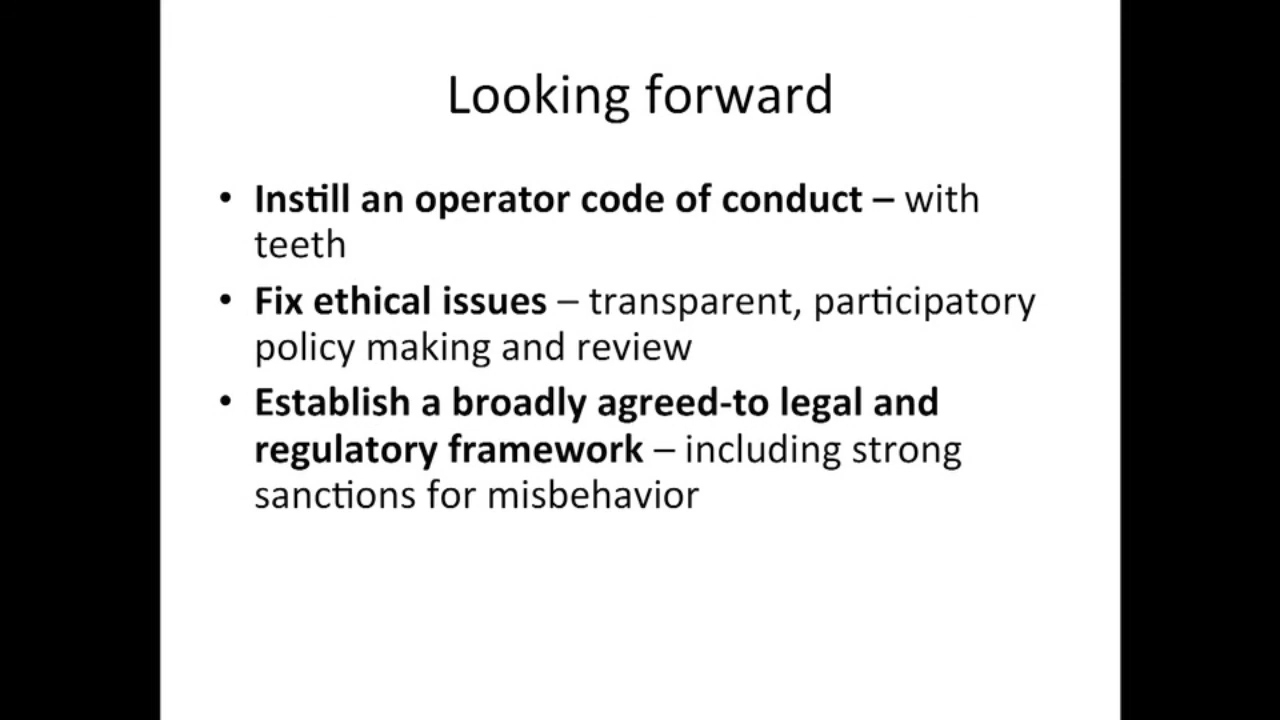 Looking forward
• Instill an operator code of conduct – with
teeth
• Fix ethical issues – transparent, participatory
policy making and review
• Establish a broadly agreed-to legal and
regulatory framework – including strong
sanctions for misbehavior